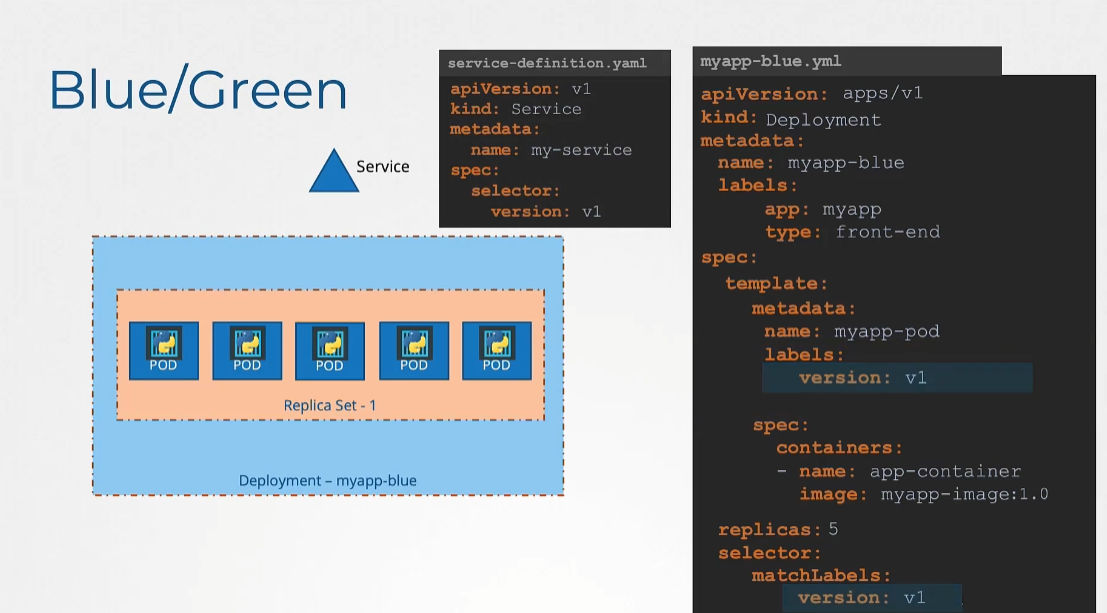 Blue/Green
Service
service-definition.yaml
apiVersion: v1
kind: Service
metadata:
name: my-service
spec:
selector:
version: v1
POD
POD
POD
POD
POD
Replica Set - 1
Deployment – myapp-blue
myapp-blue.yml
apiVersion: apps/v1
kind: Deployment
metadata:
name: myapp-blue
labels:
app: myapp
type: front-end
spec:
template:
metadata:
name: myapp-pod
labels:
version: v1
spec:
containers:
- name: app-container
image: myapp-image:1.0
replicas: 5
selector:
matchLabels:
version: v1